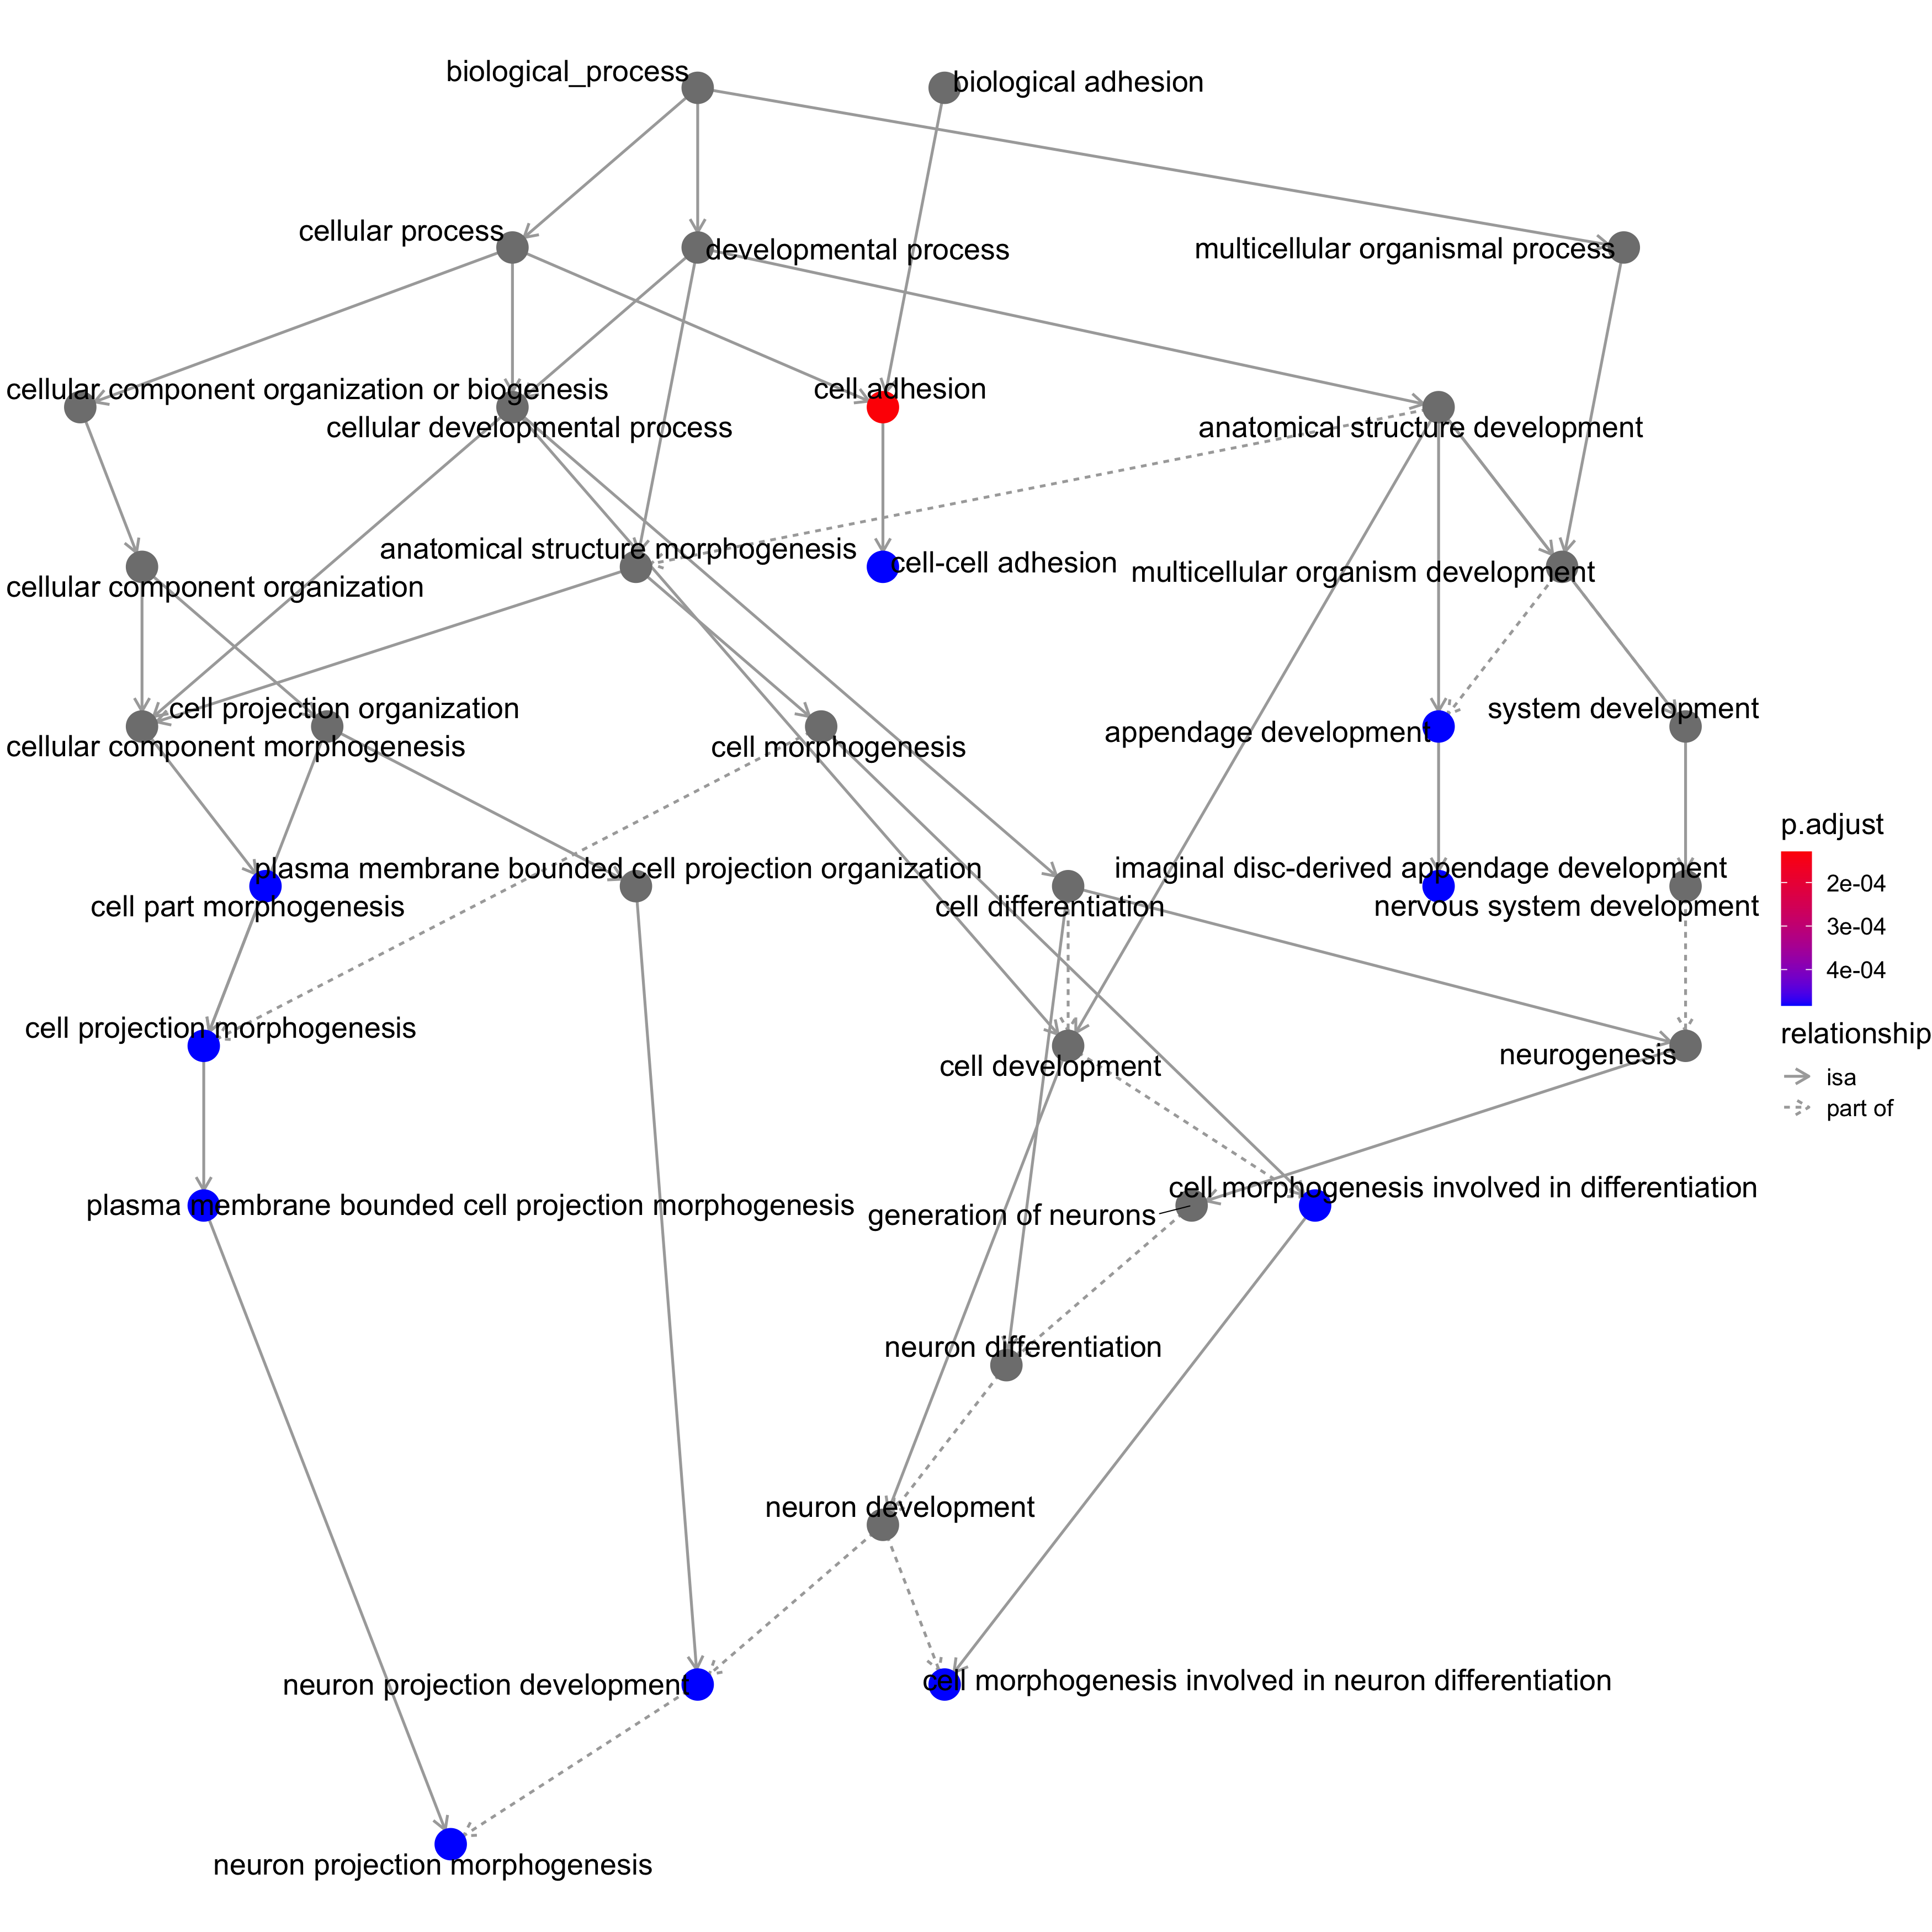 biological_process
biological adhesion
cellular process
developmental process
multicellular organismal process
cellular component organization or biogenesis
cell adhesion
cellular developmental process
anatomical structure development
anatomical structure morphogenesis
cell-cell adhesion
multicellular organism development
cellular component organization
cell projection organization
system development
appendage development
cellular component morphogenesis
cell morphogenesis
p.adjust
2e-04
3e-04
4e-04
plasma membrane bounded cell projection organization
imaginal disc-derived appendage development
cell part morphogenesis
cell differentiation
nervous system development
cell projection morphogenesis
relationship
isa
part of
neurogenesis
cell development
cell morphogenesis involved in differentiation
plasma membrane bounded cell projection morphogenesis
generation of neurons
neuron differentiation
neuron development
neuron projection development
cell morphogenesis involved in neuron differentiation
neuron projection morphogenesis